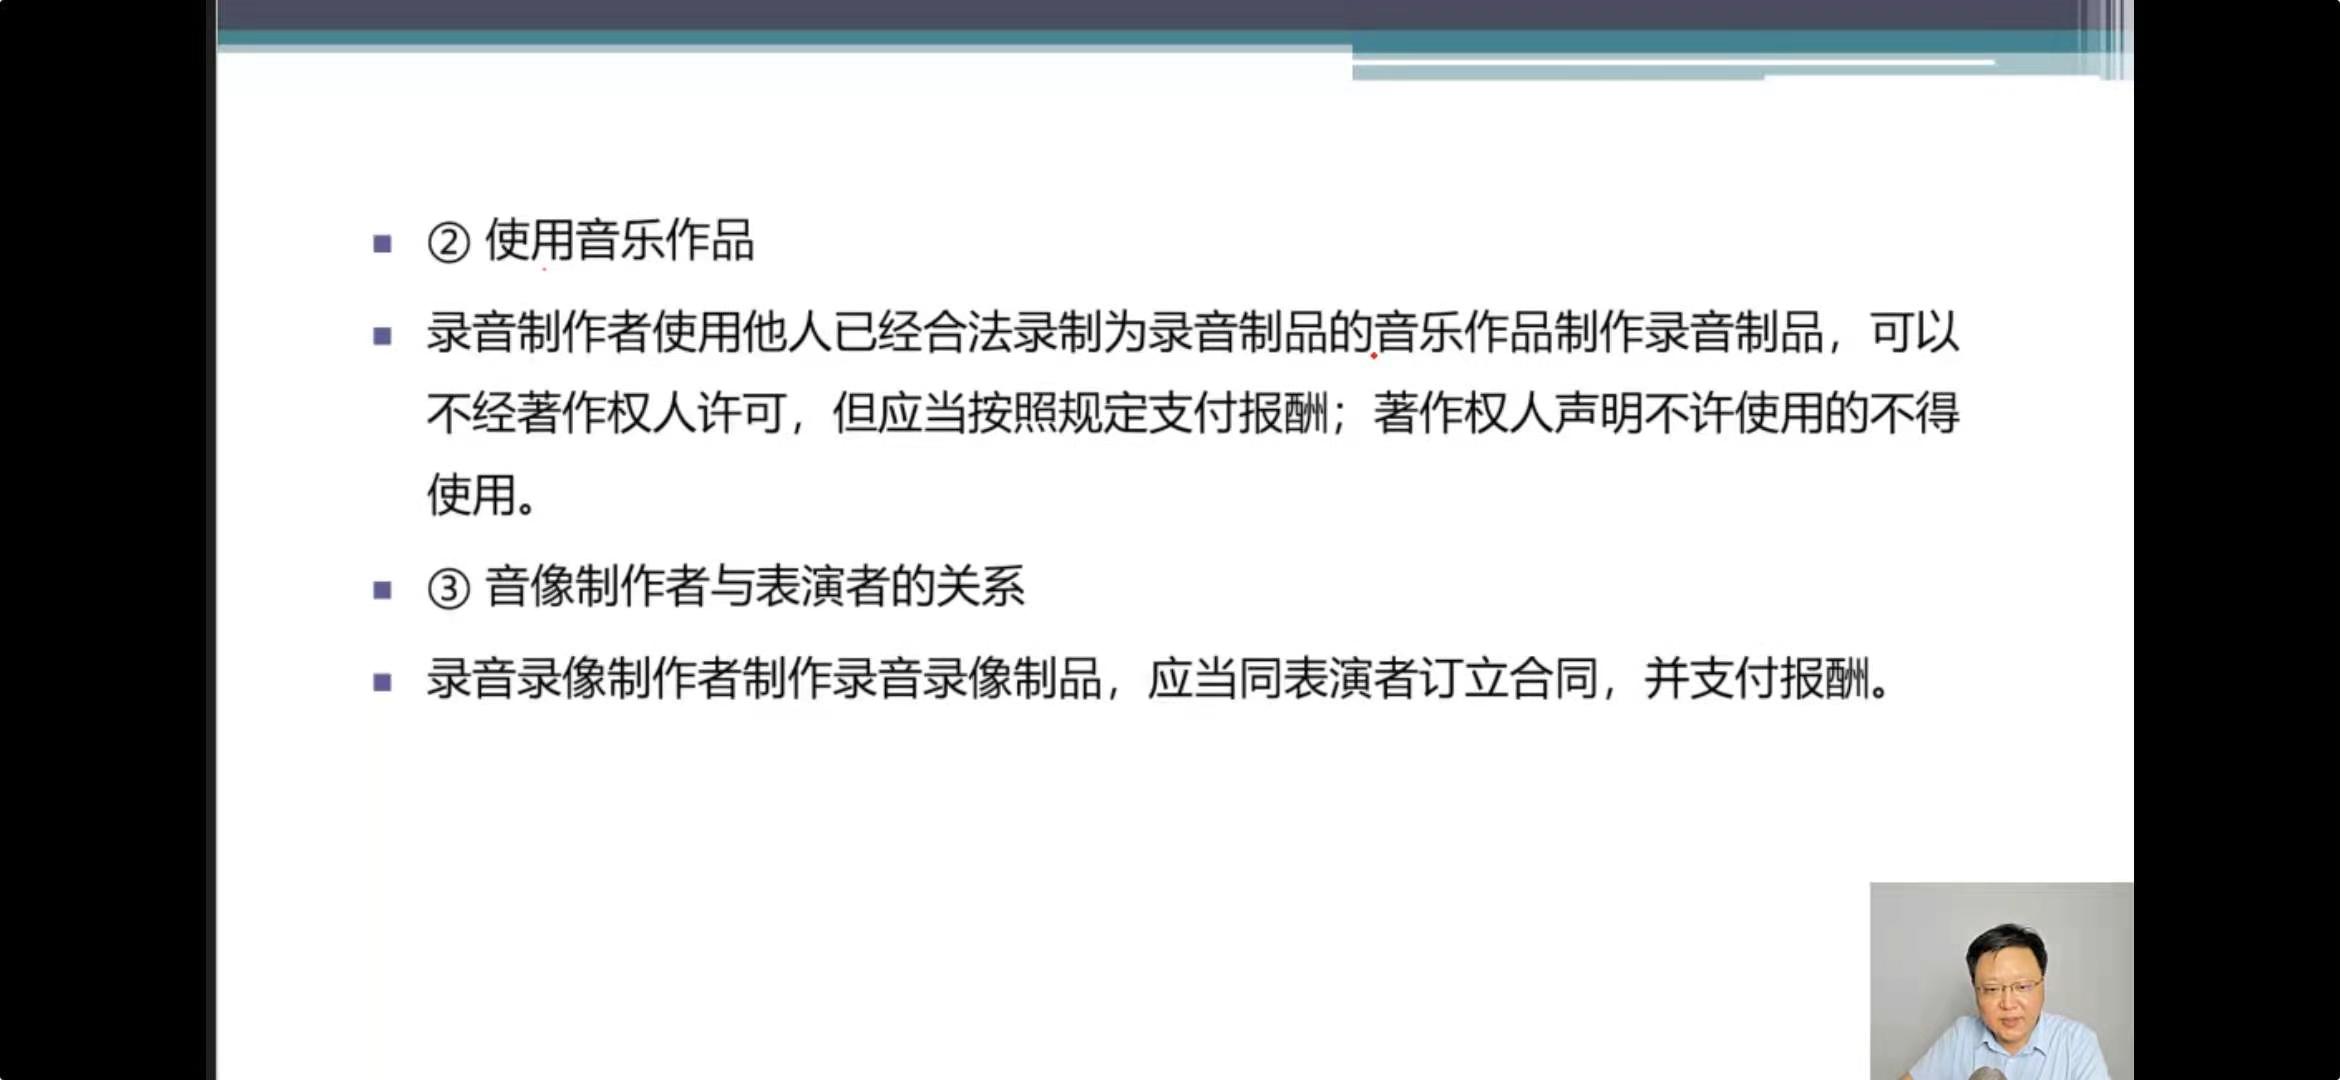 ② 使用音乐作品
录音制作者使用他人已经合法录制为录音制品的音乐作品制作录音制品，可以
不经著作权人许可，但应当按照规定支付报酬；著作权人声明不许使用的不得
使用。
③ 音像制作者与表演者的关系
录音录像制作者制作录音录像制品，应当同表演者订立合同，并支付报酬。